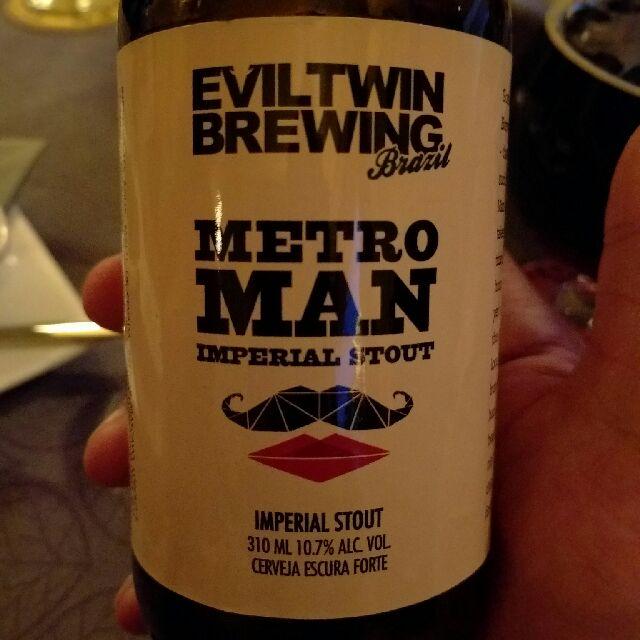 EVILTWIN
BREWING
Brazil
METRO
MAN
IMPERIAL STOUT
IMPERIAL STOUT
310 ML 10.7% ALC. VOL.
CERVEJA ESCURA FORTE